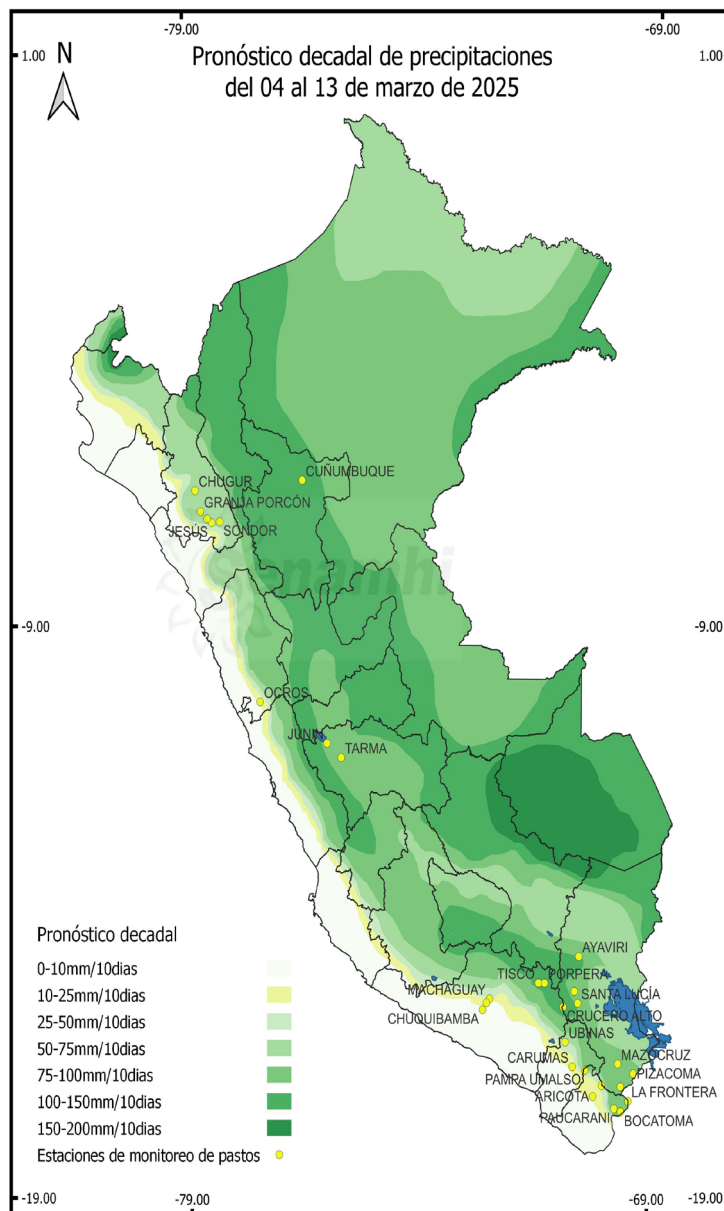 -79.00
-69.00
1.00
1.00
N
Pronóstico decadal de precipitaciones
del 04 al 13 de marzo de 2025
CUÑUMBUQUE
CHUGUR
GRANJA PORCÓN
JESÚS
SONDOR
Senamhi
-9.00
-9.00
OCROS
JUNÍN
TARMA
AYAVIRI
TISCO
PORPERA
MACHAGUAY
SANTA LUCÍA
CHUQUIBAMBA
CRUCERO ALTO
UBINAS
CARUMAS
MAZOCRUZ
PAMPA UMALSO
PIZACOMA
ARICOTA
LA FRONTERA
PAUCARANI
BOCATOMA
Pronóstico decadal
0-10mm/10dias
10-25mm/10dias
25-50mm/10dias
50-75mm/10dias
75-100mm/10dias
100-150mm/10dias
150-200mm/10dias
Estaciones de monitoreo de pastos
-19.00
-79.00
-69.00
-19.00